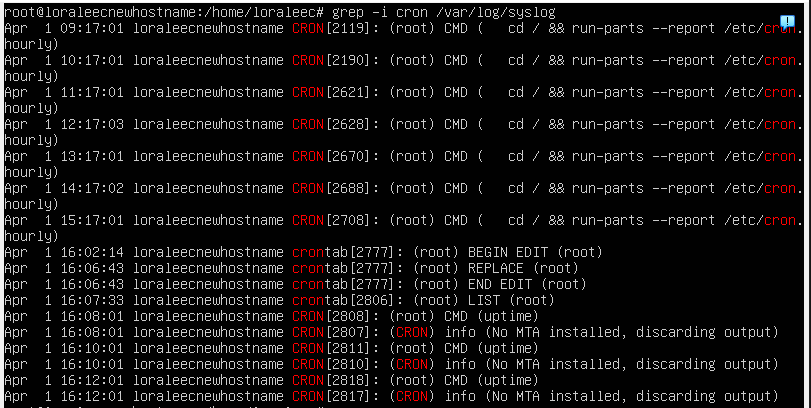 root@loraleecnewhostname:/home/loraleec# grep -i cron /var/log/syslog
Apr  1 09:17:01 loraleecnewhostname CRON[2119]: (root) CMD (   cd / && run-parts --report /etc/cron.
hourly)
Apr  1 10:17:01 loraleecnewhostname CRON[2190]: (root) CMD (   cd / && run-parts --report /etc/cron.
hourly)
Apr  1 11:17:01 loraleecnewhostname CRON[2621]: (root) CMD (   cd / && run-parts --report /etc/cron.
hourly)
Apr  1 12:17:03 loraleecnewhostname CRON[2628]: (root) CMD (   cd / && run-parts --report /etc/cron.
hourly)
Apr  1 13:17:01 loraleecnewhostname CRON[2670]: (root) CMD (   cd / && run-parts --report /etc/cron.
hourly)
Apr  1 14:17:02 loraleecnewhostname CRON[2688]: (root) CMD (   cd / && run-parts --report /etc/cron.
hourly)
Apr  1 15:17:01 loraleecnewhostname CRON[2708]: (root) CMD (   cd / && run-parts --report /etc/cron.
hourly)
Apr  1 16:02:14 loraleecnewhostname crontab[2777]: (root) BEGIN EDIT (root)
Apr  1 16:06:43 loraleecnewhostname crontab[2777]: (root) REPLACE (root)
Apr  1 16:06:43 loraleecnewhostname crontab[2777]: (root) END EDIT (root)
Apr  1 16:07:33 loraleecnewhostname crontab[2806]: (root) LIST (root)
Apr  1 16:08:01 loraleecnewhostname CRON[2808]: (root) CMD (uptime)
Apr  1 16:08:01 loraleecnewhostname CRON[2807]: (CRON) info (No MTA installed, discarding output)
Apr  1 16:10:01 loraleecnewhostname CRON[2811]: (root) CMD (uptime)
Apr  1 16:10:01 loraleecnewhostname CRON[2810]: (CRON) info (No MTA installed, discarding output)
Apr  1 16:12:01 loraleecnewhostname CRON[2818]: (root) CMD (uptime)
Apr  1 16:12:01 loraleecnewhostname CRON[2817]: (CRON) info (No MTA installed, discarding output)